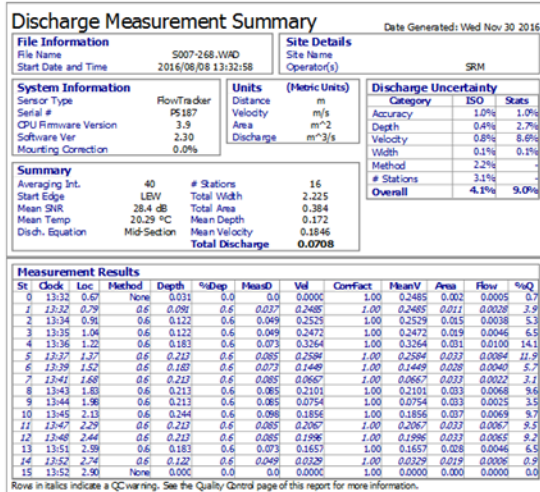 Discharge Measurement Summary Date Generated: Wed Nov 30 2016
File Information Site Details
File Name S007-268.WAD Site Name
Start Date and Time 2016/08/08 13:32:58 Operator(s) SRM
System Information Units (Metric Units) Discharge Uncertainty
Sensor Type FlowTracker Distance m Category ISO Stats
Serial # P5187 Velocity m/s Accuracy 1.0% 1.0%
CPU Firmware Version 3.9 Area m^2 Depth 0.4% 2.7%
Software Ver 2.30 Discharge m^3/s Velocity 0.8% 8.6%
Mounting Correction 0.0% Width 0.1% 0.1%
Method 2.2% -
Summary # Stations 3.1% -
Averaging Int. 40 # Stations 16 Overall 4.1% 9.0%
Start Edge LEW Total Width 2.225
Mean SNR 28.4 dB Total Area 0.384
Mean Temp 20.29 ºC Mean Depth 0.172
Disch. Equation Mid-Section Mean Velocity 0.1846
Total Discharge 0.0708
Measurement Results
St Clock Loc Method Depth %Dep MeasD Vel CorrFact MeanV Area Flow %Q
0 13:32 0.67 None 0.031 0.0 0.0 0.0000 1.00 0.2485 0.002 0.0005 0.7
1 13:32 0.79 0.6 0.091 0.6 0.037 0.2485 1.00 0.2485 0.011 0.0028 3.9
2 13:34 0.91 0.6 0.122 0.6 0.049 0.2529 1.00 0.2529 0.015 0.0038 5.3
3 13:35 1.04 0.6 0.122 0.6 0.049 0.2472 1.00 0.2472 0.019 0.0046 6.5
4 13:36 1.22 0.6 0.183 0.6 0.073 0.3264 1.00 0.3264 0.031 0.0100 14.1
5 13:37 1.37 0.6 0.213 0.6 0.085 0.2584 1.00 0.2584 0.033 0.0084 11.9
6 13:39 1.52 0.6 0.183 0.6 0.073 0.1449 1.00 0.1449 0.028 0.0040 5.7
7 13:41 1.68 0.6 0.213 0.6 0.085 0.0667 1.00 0.0667 0.033 0.0022 3.1
8 13:43 1.83 0.6 0.213 0.6 0.085 0.2101 1.00 0.2101 0.033 0.0068 9.6
9 13:44 1.98 0.6 0.213 0.6 0.085 0.0754 1.00 0.0754 0.033 0.0025 3.5
10 13:45 2.13 0.6 0.244 0.6 0.098 0.1856 1.00 0.1856 0.037 0.0069 9.7
11 13:47 2.29 0.6 0.213 0.6 0.085 0.2067 1.00 0.2067 0.033 0.0067 9.5
12 13:48 2.44 0.6 0.213 0.6 0.085 0.1996 1.00 0.1996 0.033 0.0065 9.2
13 13:51 2.59 0.6 0.183 0.6 0.073 0.1657 1.00 0.1657 0.028 0.0046 6.5
14 13:52 2.74 0.6 0.122 0.6 0.049 0.0329 1.00 0.0329 0.019 0.0006 0.9
15 13:52 2.90 None 0.000 0.0 0.0 0.0000 1.00 0.0000 0.000 0.0000 0.0
Rows in italics indicate a QC warning. See the Quality Control page of this report for more information.